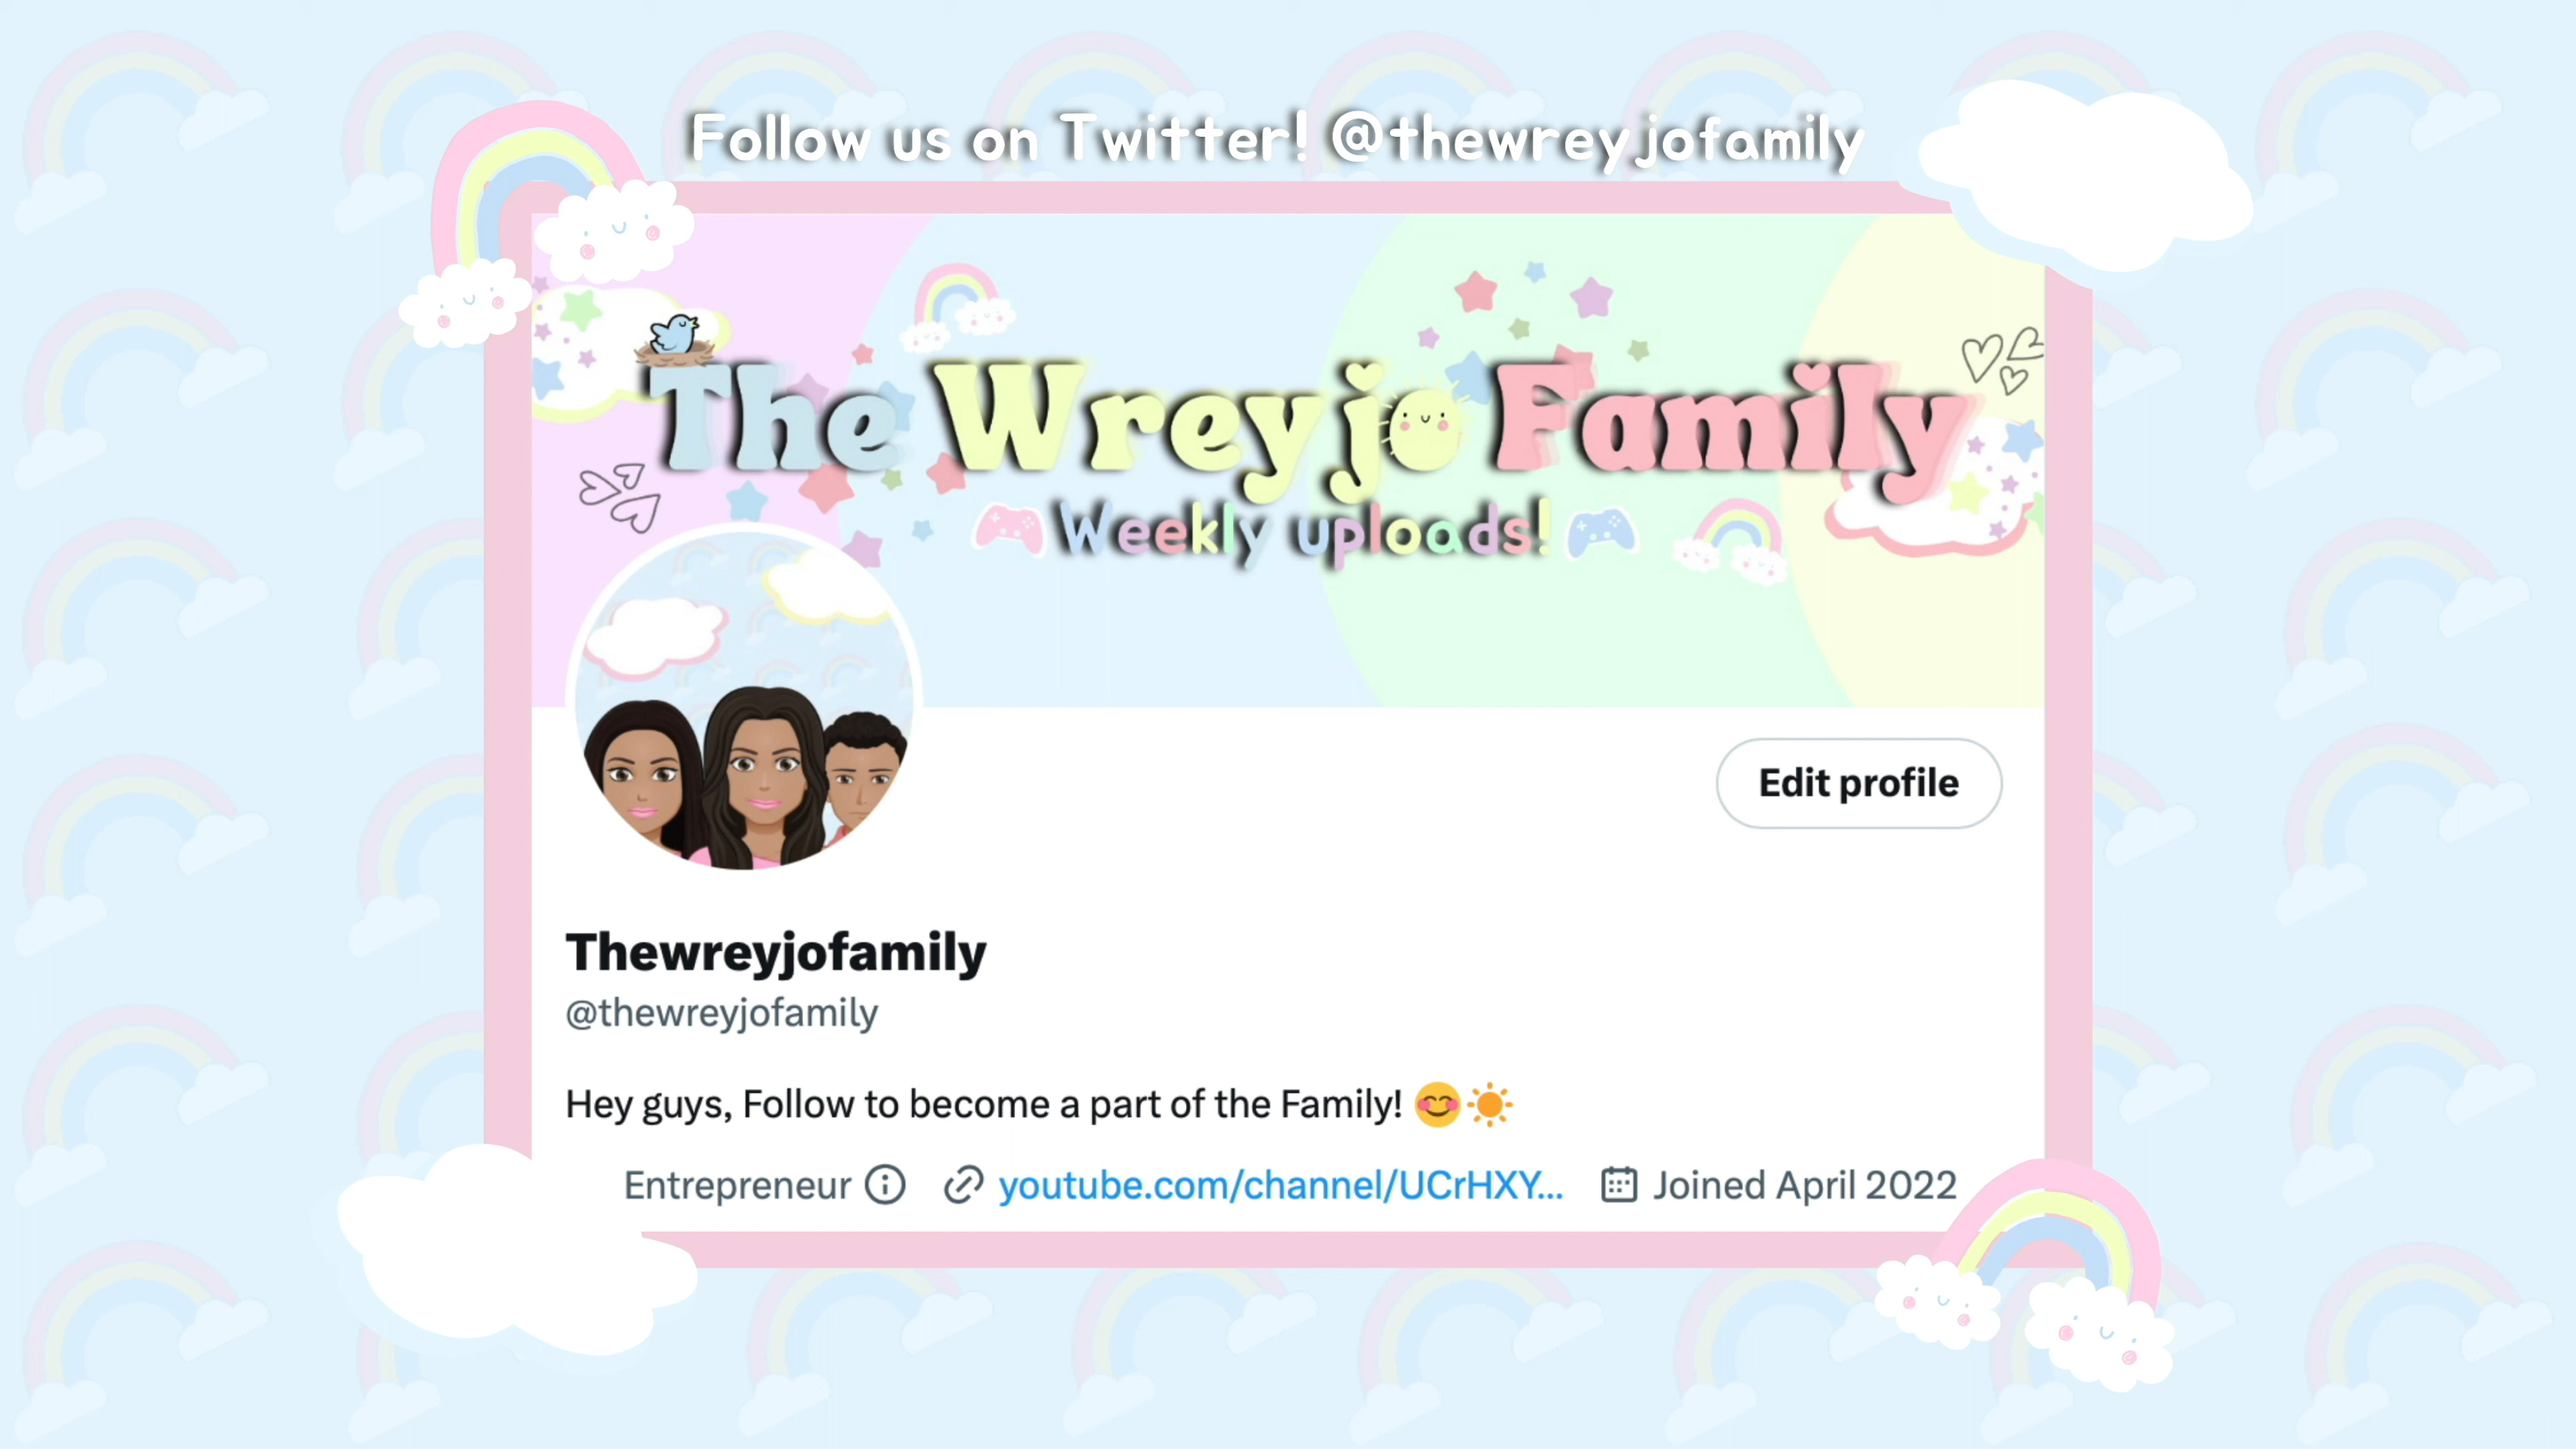 Follow us on Twitter! @thewreyjofamily
The Wreyjo Family
Weekly uploads!
Edit profile
Thewreyjofamily
@thewreyjofamily
Hey guys, Follow to become a part of the Family! 😊☀️
Entrepreneur youtube.com/channel/UCrHXY... Joined April 2022